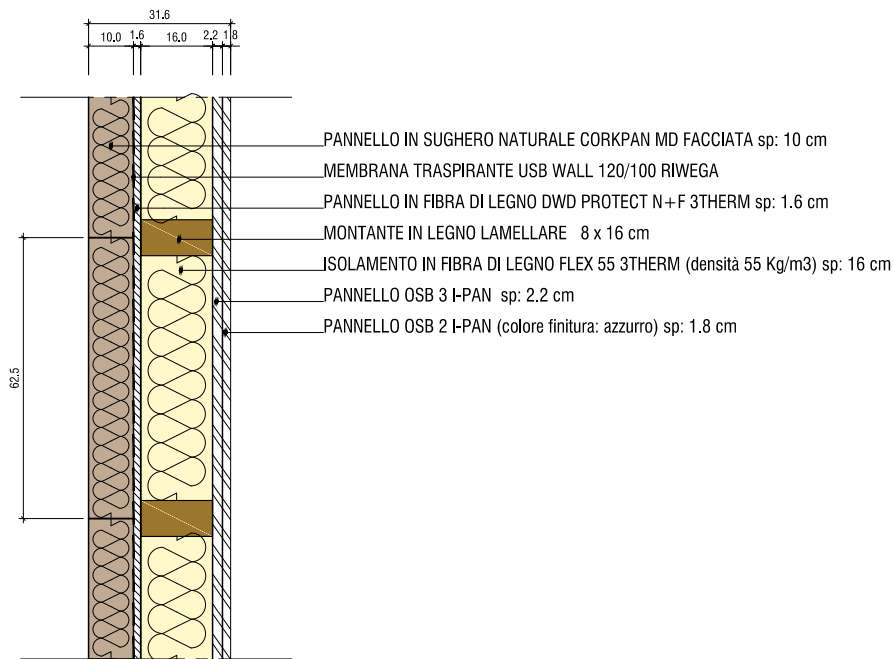 31.6
10.0 1.6 16.0 2.2 1.8
PANNELLO IN SUGHERO NATURALE CORKPAN MD FACCIATA sp: 10 cm
MEMBRANA TRASPIRANTE USB WALL 120/100 RIWEGA
PANNELLO IN FIBRA DI LEGNO DWD PROTECT N+F 3THERM sp: 1.6 cm
MONTANTE IN LEGNO LAMELLARE 8 x 16 cm
ISOLAMENTO IN FIBRA DI LEGNO FLEX 55 3THERM (densità 55 Kg/m3) sp: 16 cm
PANNELLO OSB 3 I-PAN sp: 2.2 cm
PANNELLO OSB 2 I-PAN (colore finitura: azzurro) sp: 1.8 cm
62.5